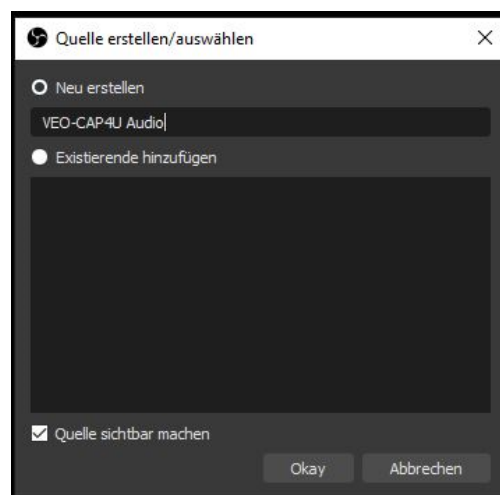 Quelle erstellen/auswählen
Neu erstellen
VEO-CAP4U Audio
Existierende hinzufügen
Quelle sichtbar machen
Okay Abbrechen